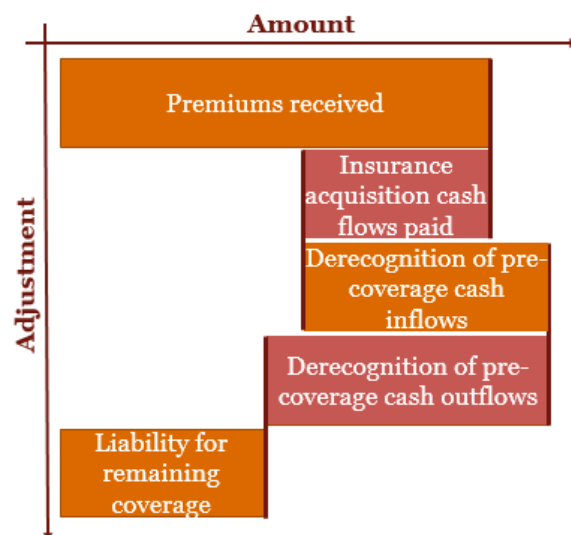 Amount
Adjustment
Premiums received
Insurance
acquisition cash
flows paid
Derecognition of pre-
coverage cash
inflows
Derecognition of pre-
coverage cash outflows
Liability for
remaining
coverage